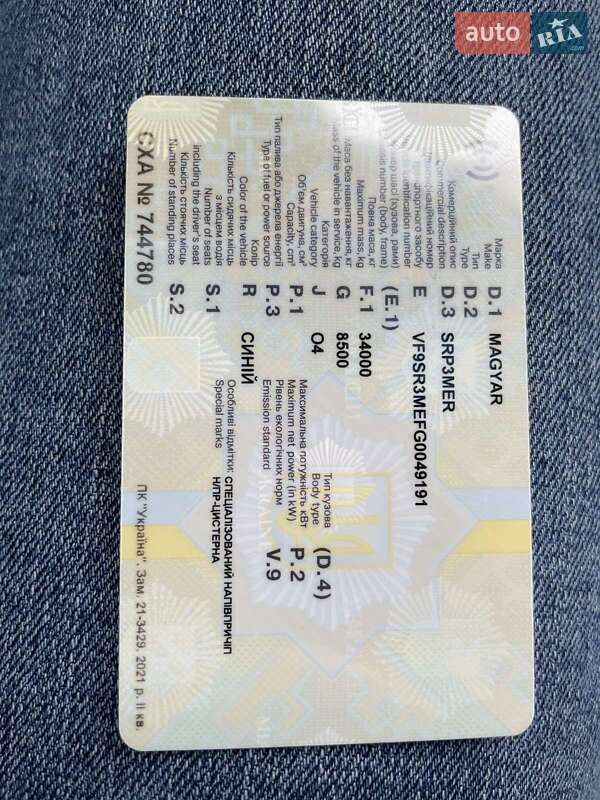 auto RIA.com
Марка D.1 MAGYAR
Make
Тип D.2
Type
Комерційний опис D.3 SRP3MER
Commercial description
Ідентифікаційний номер E VF9SR3MEFG0049191
транспортного засобу
identification number
(кузова, рами) (E.1)
number (body, frame)
Повна маса, кг F.1 34000
Maximum mass, kg
Маса без навантаження, кг G 8500
Mass of the vehicle in service, kg
Категорія J O4
Vehicle category
Об'єм двигуна, см³ P.1
Capacity, cm³
Тип палива або джерела енергії P.3
Type of fuel or power source
Колір R СИНІЙ
Color of the vehicle
Кількість сидячих місць S.1
з місцем водія
Number of seats
including the driver's seat
Кількість стоячих місць S.2
Number of standing places
Тип кузова (D.4)
Body type
Максимальна потужність кВт P.2
Maximum net power (in kW)
Рівень екологічних норм V.9
Emission standard
Особливі відмітки: СПЕЦІАЛІЗОВАНИЙ НАПІВПРИЧІП
Special marks НПР-ЦИСТЕРНА
СХА № 744780
ПК "Україна". Зам. 21-3429. 2021 р. II кв.